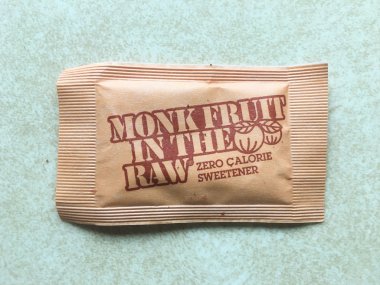 MONK FRUIT
IN THE
RAW
ZERO CALORIE
SWEETENER